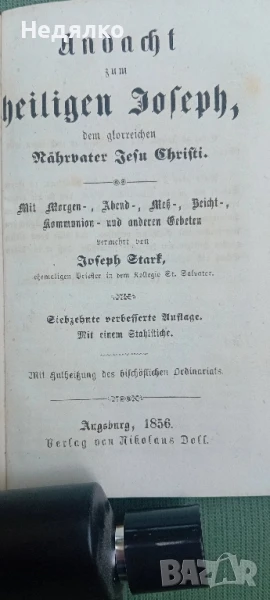 Недялко
Andacht
zum
heiligen Joseph,
dem glorreichen
Nährvater Jesu Christi.
Mit Morgen-, Abend-, Meß-, Beicht-,
Kommunion- und anderen Gebeten
vermehrt von
Joseph Stark,
ehemaligen Priester in dem Kollegio St. Salvator.
Siebzehnte verbesserte Auflage.
Mit einem Stahlstiche.
Mit Gutheißung des bischöflichen Ordinariats.
Augsburg, 1856.
Verlag von Nikolaus Doll.
BAZAR
bg